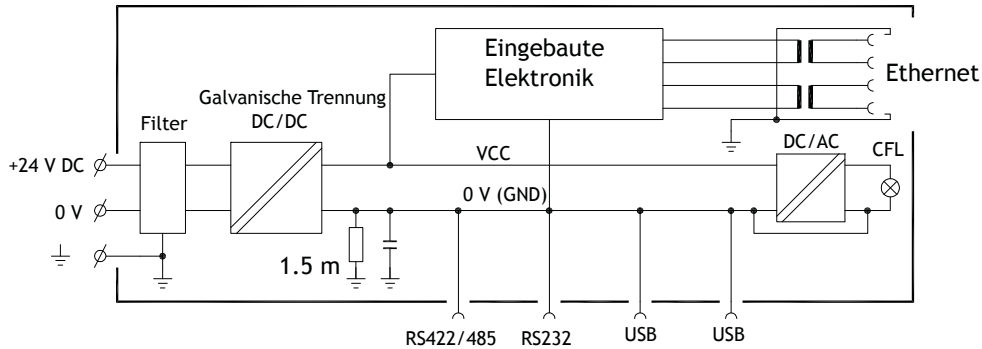 Eingebaute
Elektronik
Ethernet
Galvanische Trennung
DC/DC
Filter
DC/AC
CFL
+24 V DC
VCC
0 V
0 V (GND)
1.5 m
RS422/485
RS232
USB
USB